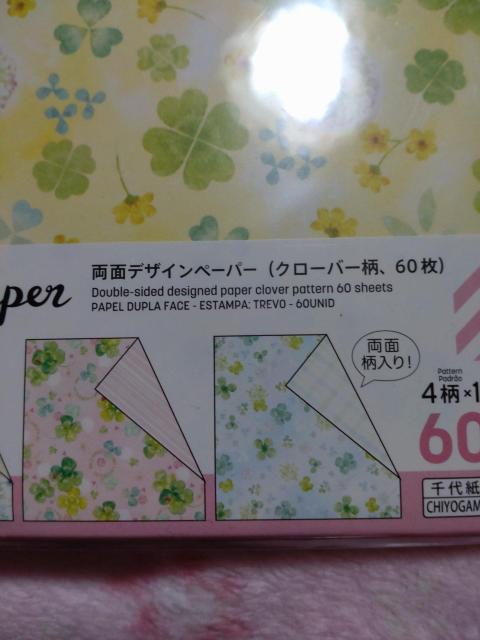 per
両面デザインペーパー（クローバー柄、60枚）
Double-sided designed paper clover pattern 60 sheets
PAPEL DUPLA FACE - ESTAMPA: TREVO - 60UNID
両面
柄入り!
Pattern
Padrão
4柄×1
60
千代紙
CHIYOGAM